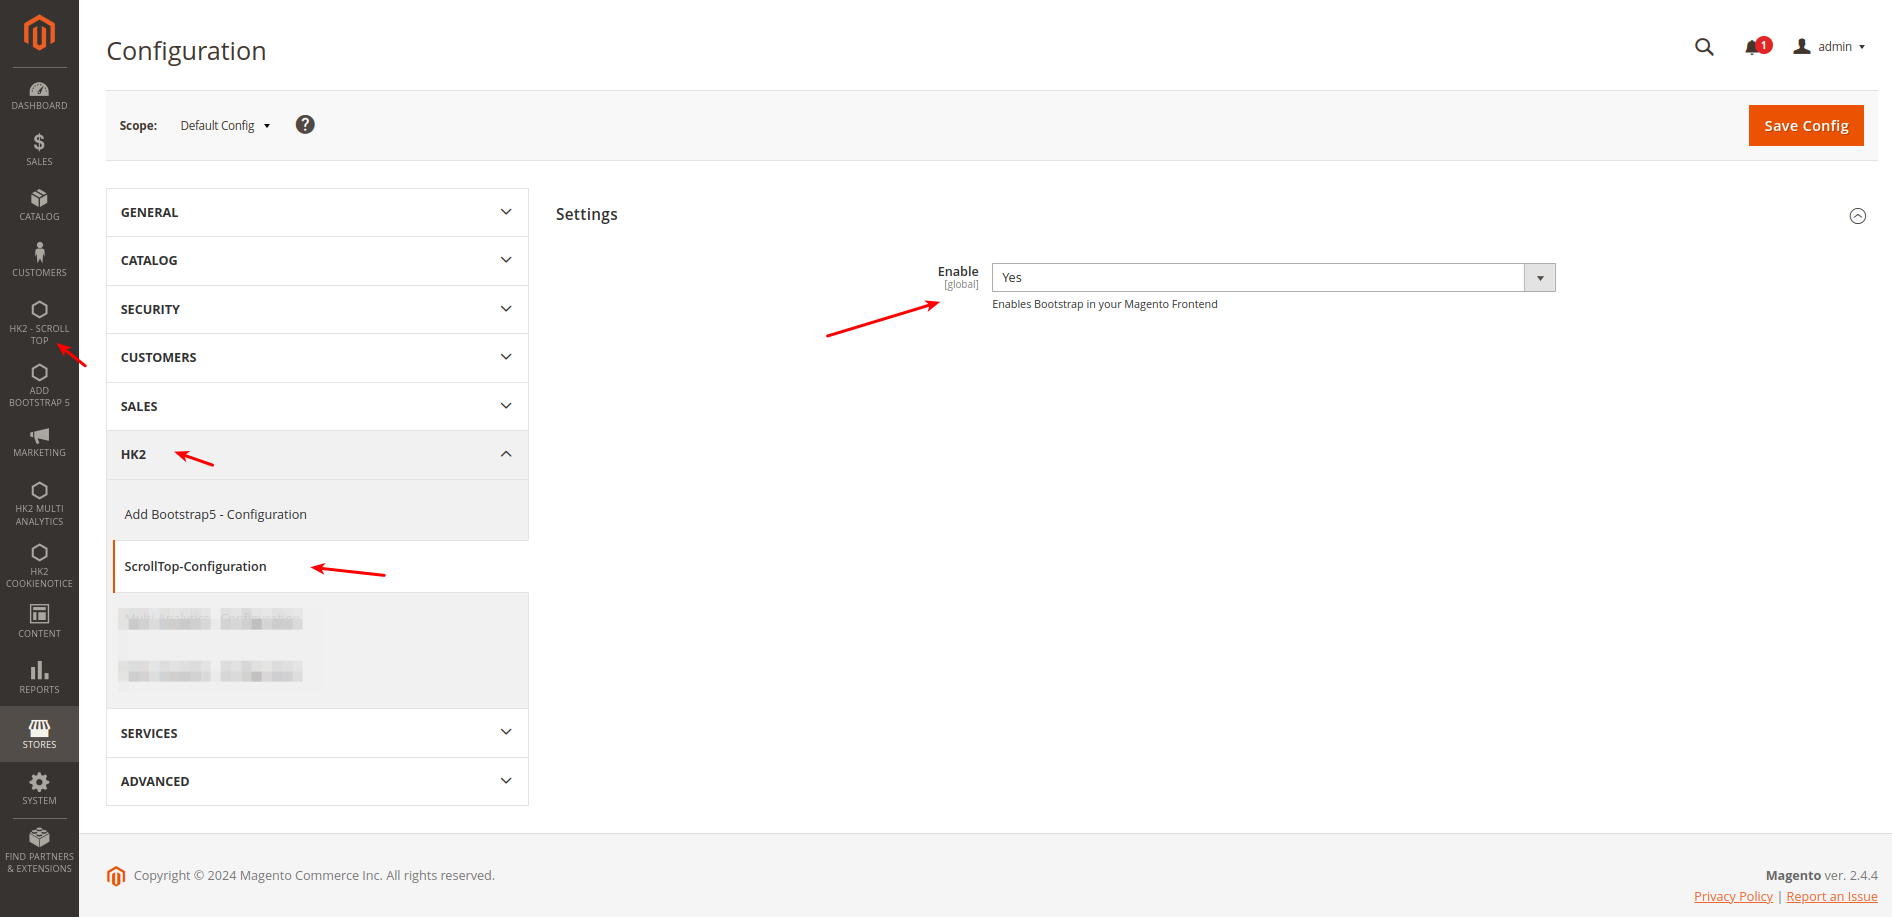 Configuration
1
admin
DASHBOARD
SALES
CATALOG
CUSTOMERS
HK2 - SCROLL
TOP
ADD
BOOTSTRAP 5
MARKETING
HK2 MULTI
ANALYTICS
HK2
COOKIENOTICE
CONTENT
REPORTS
STORES
SYSTEM
FIND PARTNERS
& EXTENSIONS
Scope: Default Config ?
Save Config
GENERAL
CATALOG
SECURITY
CUSTOMERS
SALES
HK2
Add Bootstrap5 - Configuration
ScrollTop-Configuration
SERVICES
ADVANCED
Settings
Enable
[global]
Yes
Enables Bootstrap in your Magento Frontend
Copyright © 2024 Magento Commerce Inc. All rights reserved.
Magento ver. 2.4.4
Privacy Policy | Report an Issue